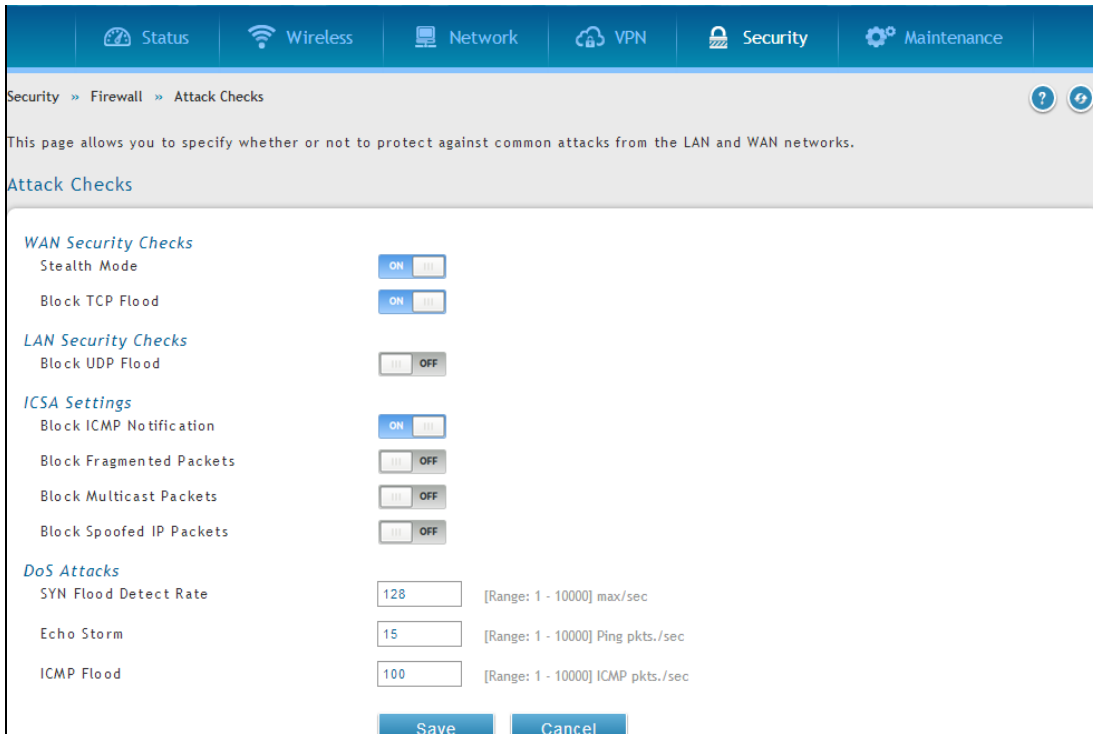 Status Wireless Network VPN Security Maintenance
Security » Firewall » Attack Checks
?
This page allows you to specify whether or not to protect against common attacks from the LAN and WAN networks.
Attack Checks
WAN Security Checks
Stealth Mode ON
Block TCP Flood ON
LAN Security Checks
Block UDP Flood OFF
ICSA Settings
Block ICMP Notification ON
Block Fragmented Packets OFF
Block Multicast Packets OFF
Block Spoofed IP Packets OFF
DoS Attacks
SYN Flood Detect Rate 128 [Range: 1 - 10000] max/sec
Echo Storm 15 [Range: 1 - 10000] Ping pkts./sec
ICMP Flood 100 [Range: 1 - 10000] ICMP pkts./sec
Save Cancel